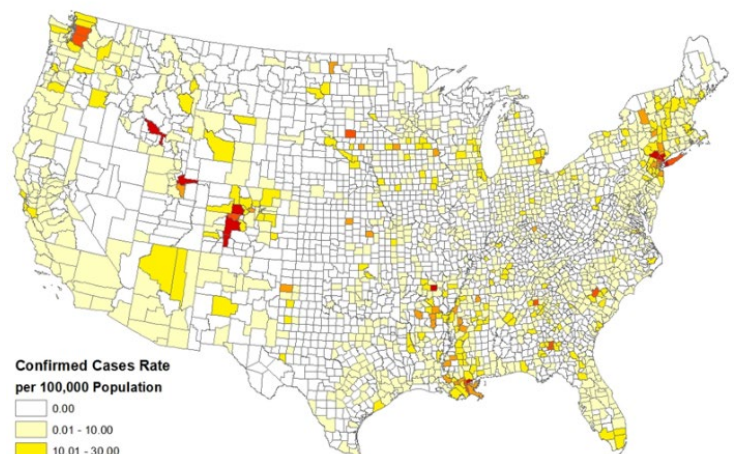 Confirmed Cases Rate
per 100,000 Population
0.00
0.01 - 10.00
10.01 - 30.00